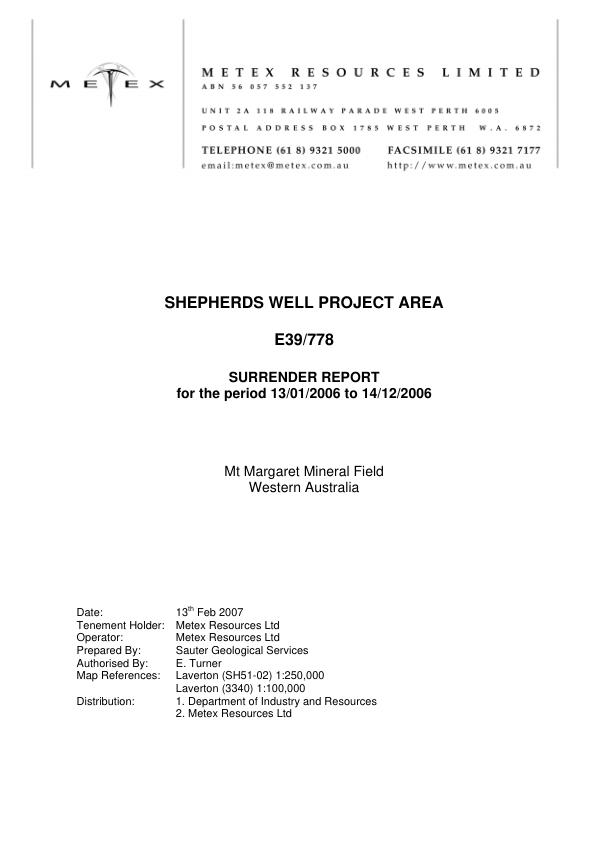 METEX
METEX RESOURCES LIMITED
ABN 56 057 552 137
UNIT 2A 118 RAILWAY PARADE WEST PERTH 6005
POSTAL ADDRESS BOX 1785 WEST PERTH W.A. 6872
TELEPHONE (61 8) 9321 5000 FACSIMILE (61 8) 9321 7177
email:metex@metex.com.au http://www.metex.com.au
SHEPHERDS WELL PROJECT AREA
E39/778
SURRENDER REPORT
for the period 13/01/2006 to 14/12/2006
Mt Margaret Mineral Field
Western Australia
Date: 13th Feb 2007
Tenement Holder: Metex Resources Ltd
Operator: Metex Resources Ltd
Prepared By: Sauter Geological Services
Authorised By: E. Turner
Map References: Laverton (SH51-02) 1:250,000
Laverton (3340) 1:100,000
Distribution: 1. Department of Industry and Resources
2. Metex Resources Ltd